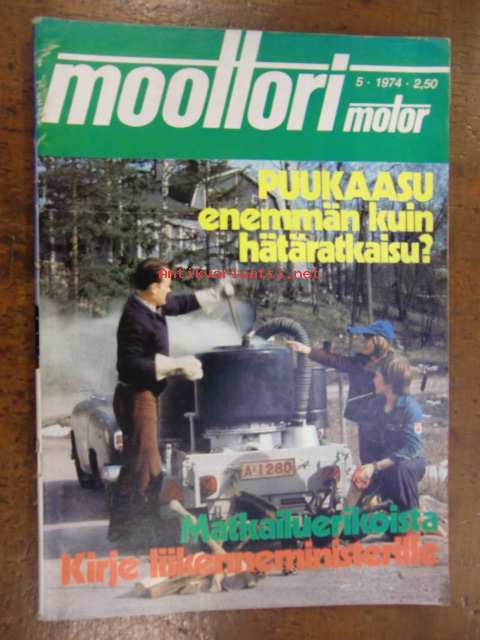 moottori
5 · 1974 · 2,50
motor
PUUKAASU
enemmän kuin
hätäratkaisu?
Antikvariaatti.net
A-1280
Matkailuerikoista
Kirje liikenneministerille